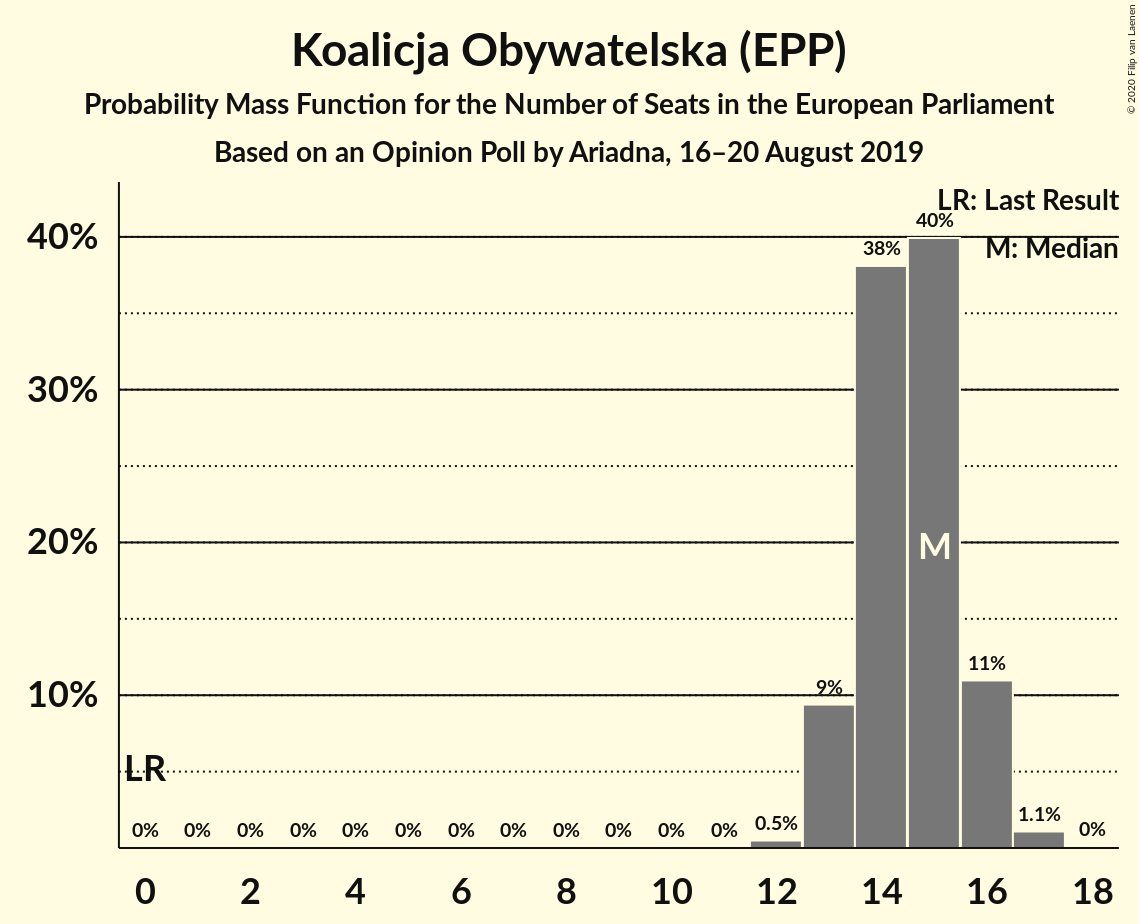 Koalicja Obywatelska (EPP)
Probability Mass Function for the Number of Seats in the European Parliament
Based on an Opinion Poll by Ariadna, 16–20 August 2019
© 2020 Filip van Laenen
LR: Last Result
M: Median
40%
30%
20%
10%
LR
M
0% 0% 0% 0% 0% 0% 0% 0% 0% 0% 0% 0% 0.5% 9% 38% 40% 11% 1.1% 0%
0 2 4 6 8 10 12 14 16 18